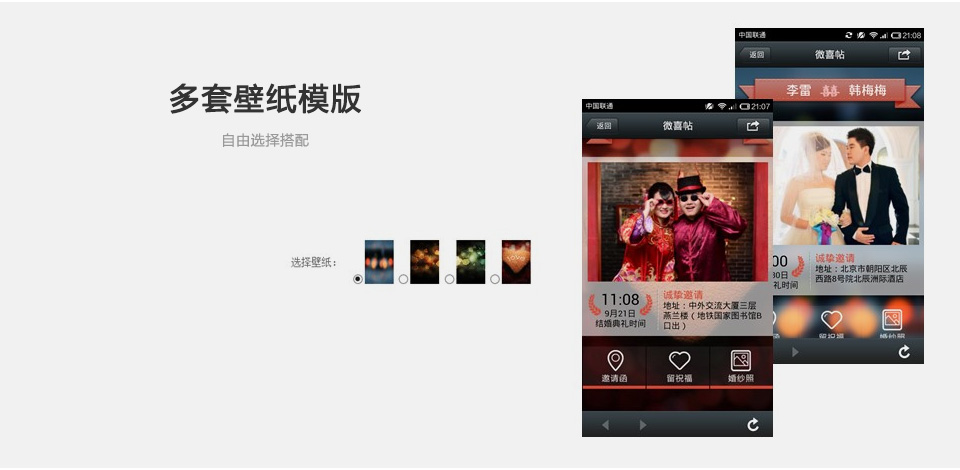 多套壁纸模版
自由选择搭配
选择壁纸：
中国联通 21:07
返回 微喜帖
11:08
9月21日
结婚典礼时间
诚挚邀请
地址：中外交流大厦三层
燕兰楼（地铁国家图书馆B
口出）
邀请函 留祝福 婚纱照
中国联通 21:08
返回 微喜帖
李雷 囍 韩梅梅
00
30日
礼时间
诚挚邀请
地址：北京市朝阳区北辰
西路8号院北辰洲际酒店
函 留祝福 婚纱照